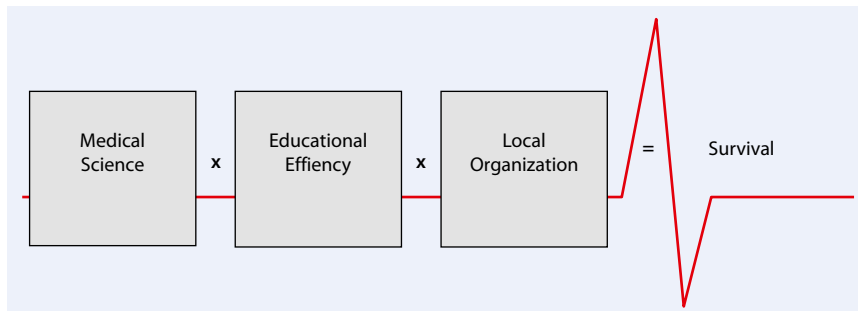 Medical
Science
x
Educational
Effiency
x
Local
Organization
=
Survival